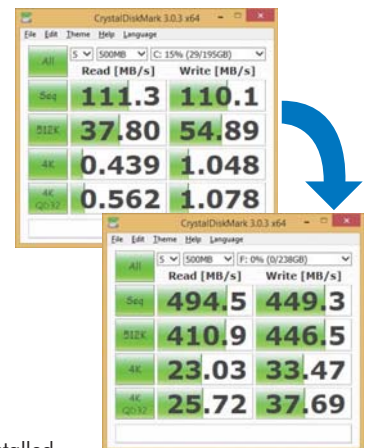 CrystalDiskMark 3.0.3 x64
File Edit Theme Help Language
All 5 500MB C: 15% (29/195GB)
Read [MB/s] Write [MB/s]
Seq 111.3 110.1
512K 37.80 54.89
4K 0.439 1.048
4K QD32 0.562 1.078
CrystalDiskMark 3.0.3 x64
File Edit Theme Help Language
All 5 500MB F: 0% (0/238GB)
Read [MB/s] Write [MB/s]
Seq 494.5 449.3
512K 410.9 446.5
4K 23.03 33.47
4K QD32 25.72 37.69